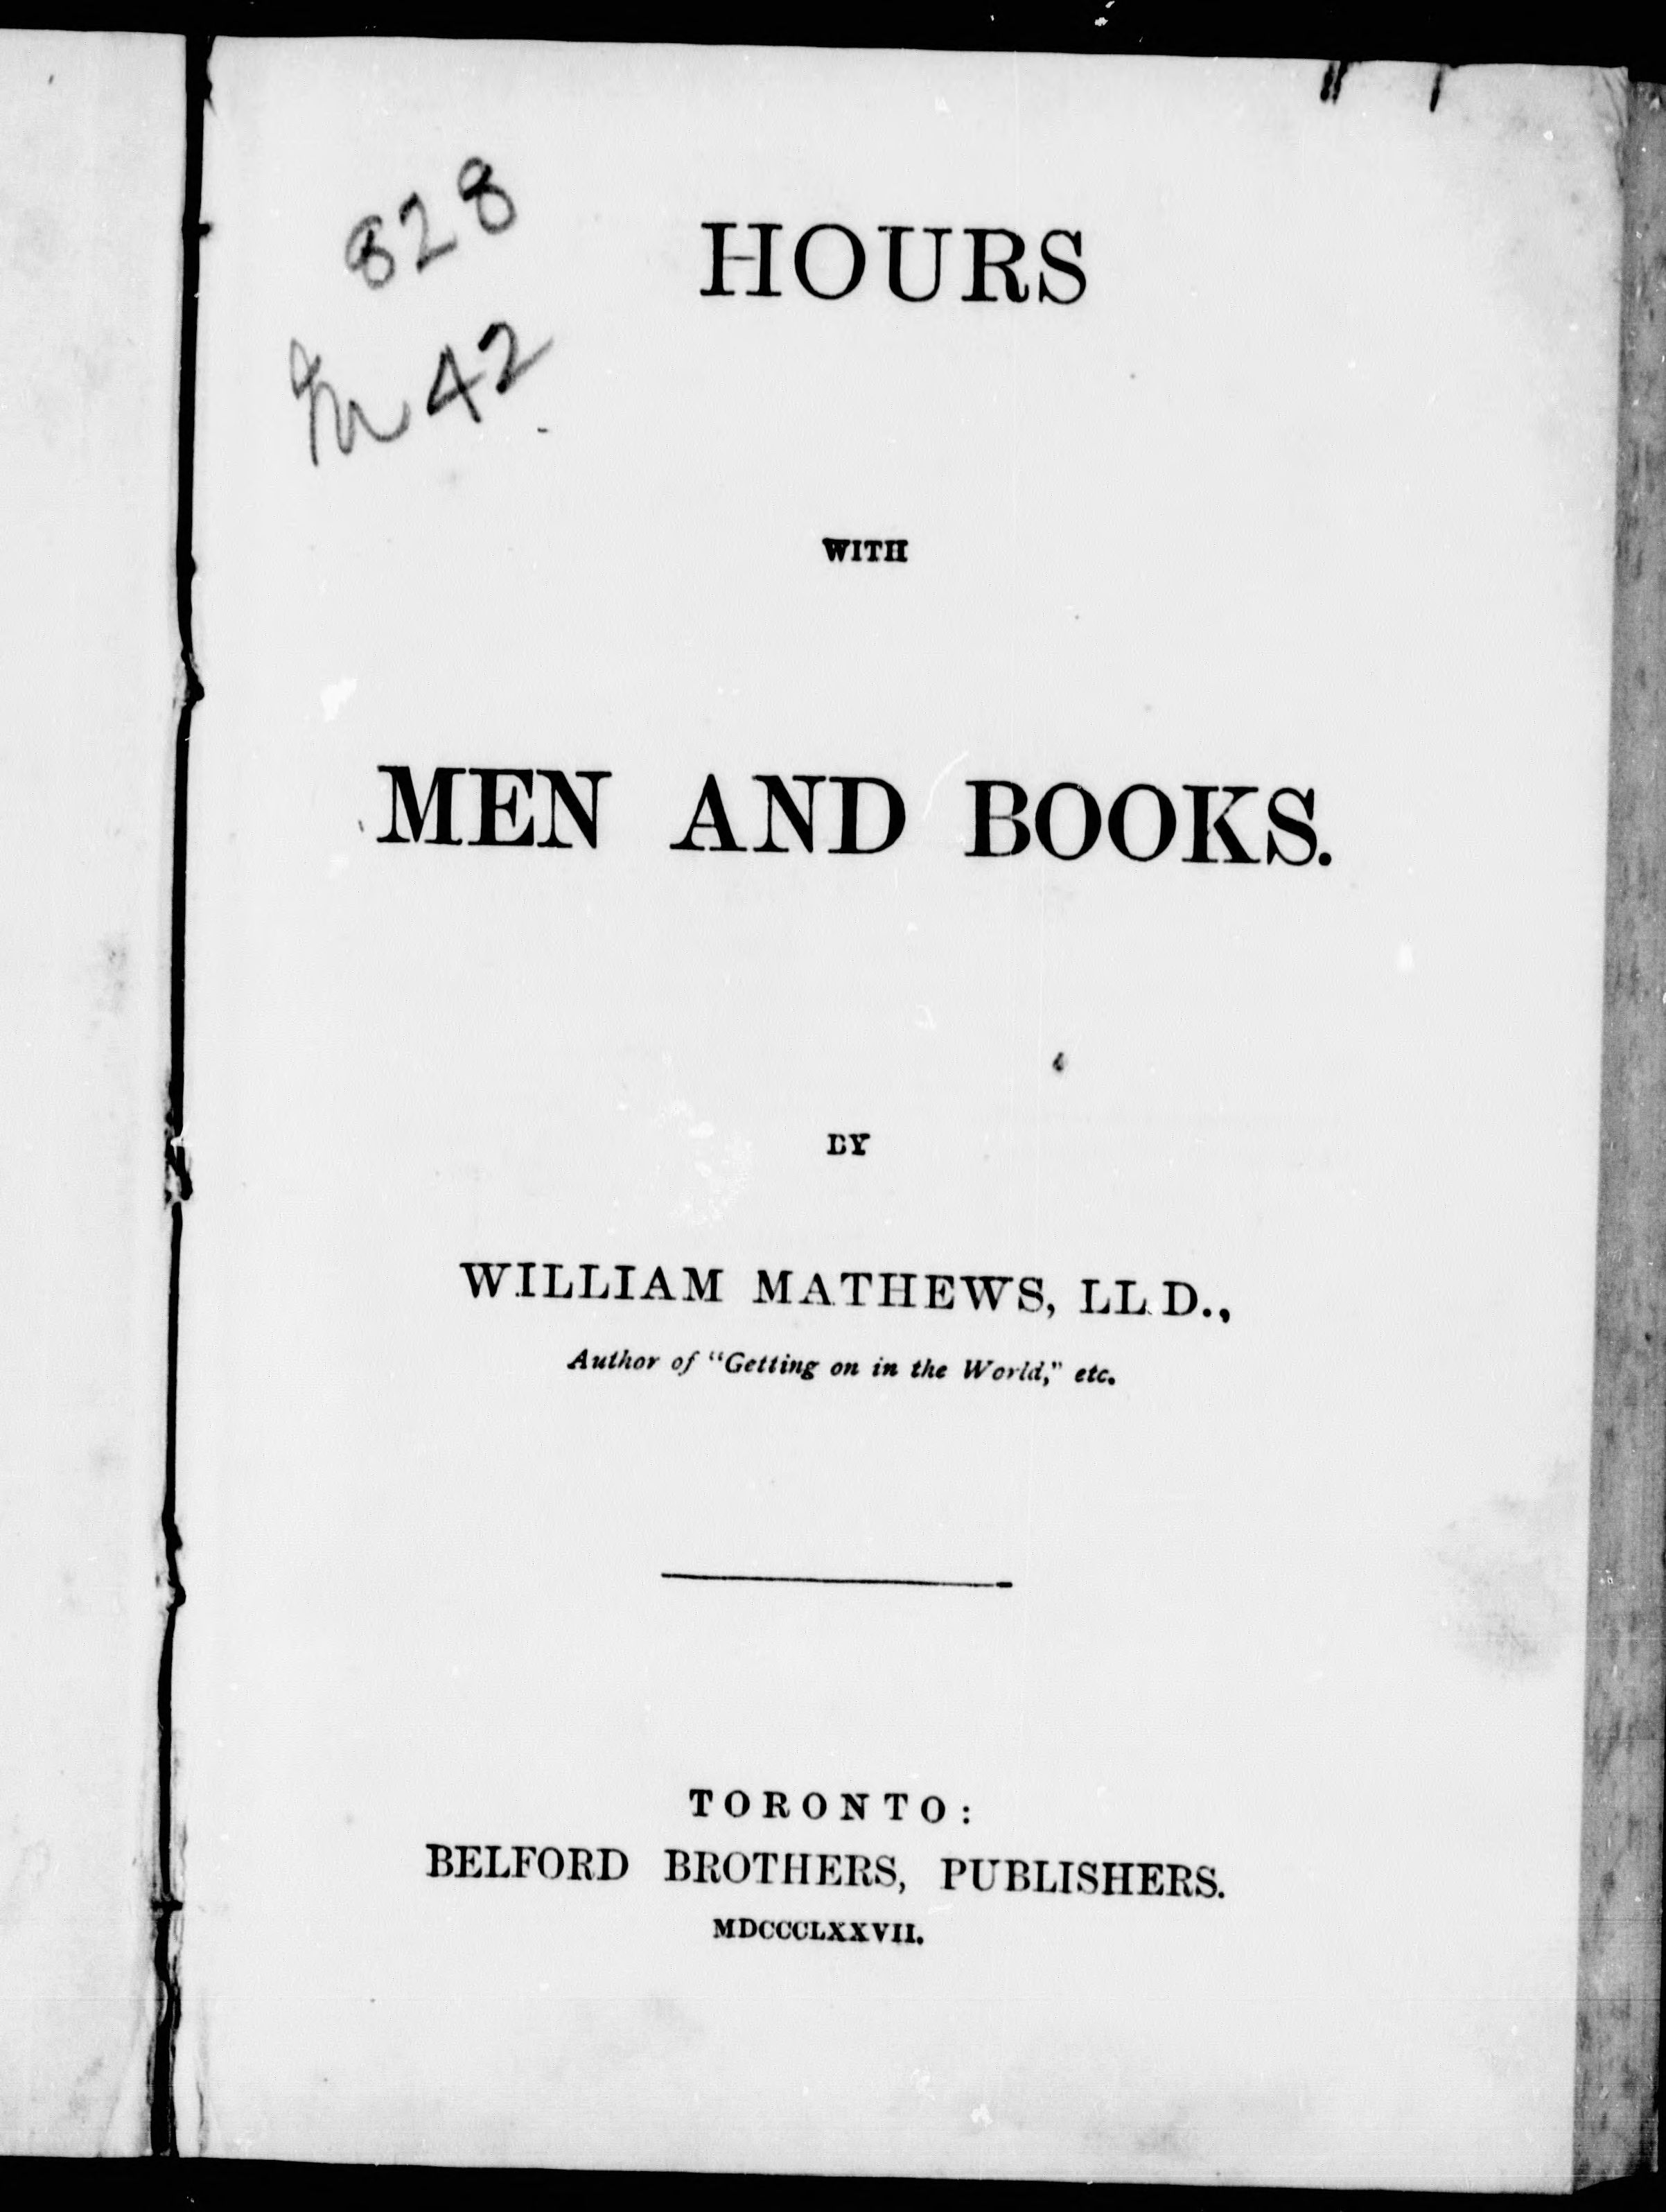 828
M42
HOURS
WITH
MEN AND BOOKS.
BY
WILLIAM MATHEWS, LL.D.,
Author of "Getting on in the World," etc.
TORONTO:
BELFORD BROTHERS, PUBLISHERS.
MDCCCLXXVII.